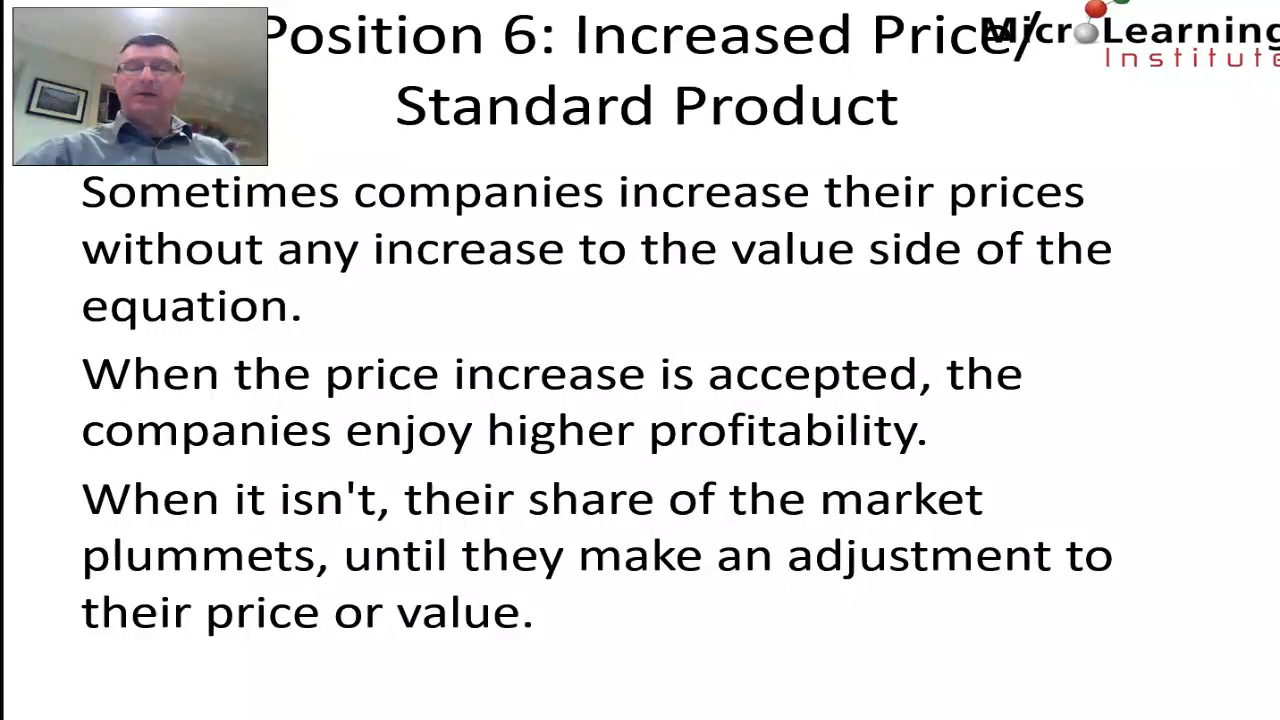 Position 6: Increased Price/
MicroLearning
Institute
Standard Product
Sometimes companies increase their prices
without any increase to the value side of the
equation.
When the price increase is accepted, the
companies enjoy higher profitability.
When it isn't, their share of the market
plummets, until they make an adjustment to
their price or value.